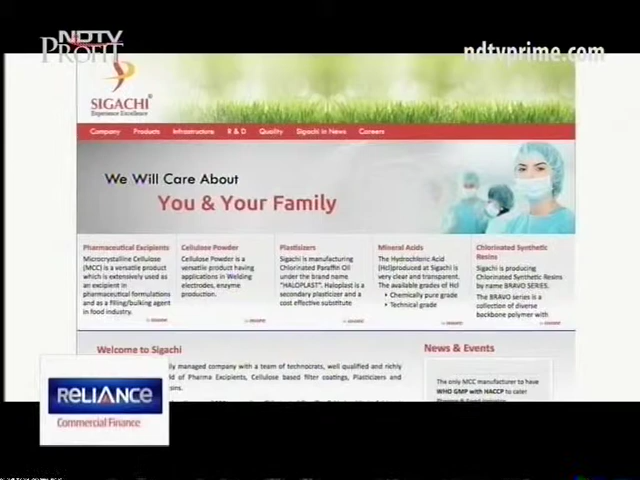 NDTV
PROFIT
ndtvprime.com
SIGACHI
Experience Excellence
Company Products Infrastructure R & D Quality Sigachi in News Careers
We Will Care About
You & Your Family
Pharmaceutical Excipients
Microcrystalline Cellulose
(MCC) is a versatile product
which is extensively used as
an excipient in
pharmaceutical formulations
and as a filling/bulking agent
in food industry.
Cellulose Powder
Cellulose Powder is a
versatile product having
applications in Welding
electrodes, enzyme
production.
Plastisizers
Sigachi is manufacturing
Chlorinated Paraffin Oil
under the brand name
"HALOPLAST". Haloplast is a
secondary plasticizer and a
cost effective substitute
Mineral Acids
The Hydrochloric Acid
(Hcl)produced at Sigachi is
very clear and transparent.
The available grades of Hcl
• Chemically pure grade
• Technical grade
Chlorinated Synthetic
Resins
Sigachi is producing
Chlorinated Synthetic Resins
by name BRAVO SERIES.
The BRAVO series is a
collection of diverse
backbone polymer with
Welcome to Sigachi
ly managed company with a team of technocrats, well qualified and richly
ld of Pharma Excipients, Cellulose based filter coatings, Plastizers and
sins.
News & Events
The only MCC manufacturer to have
WHO GMP with HACCP to cater
RELIANCE
Commercial Finance